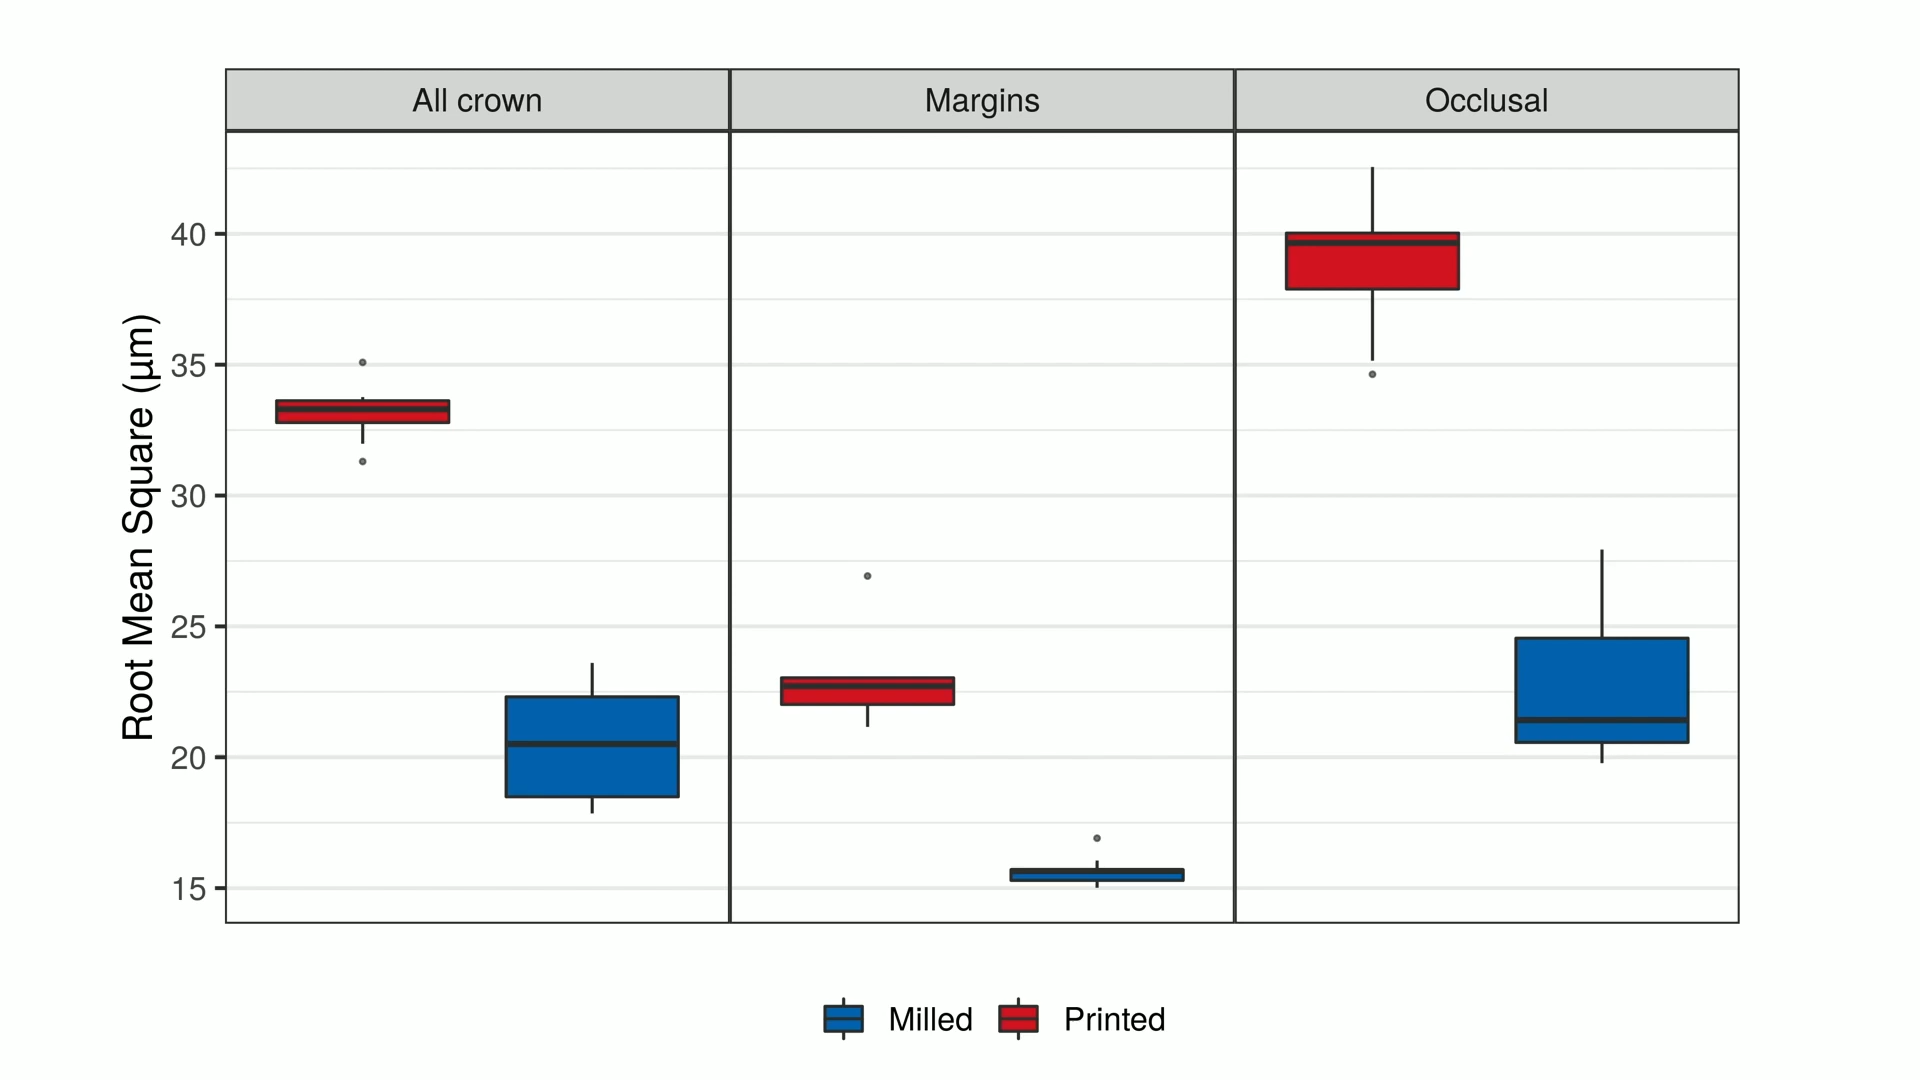 All crown
Margins
Occlusal
Root Mean Square (µm)
40
35
30
25
20
15
Milled
Printed